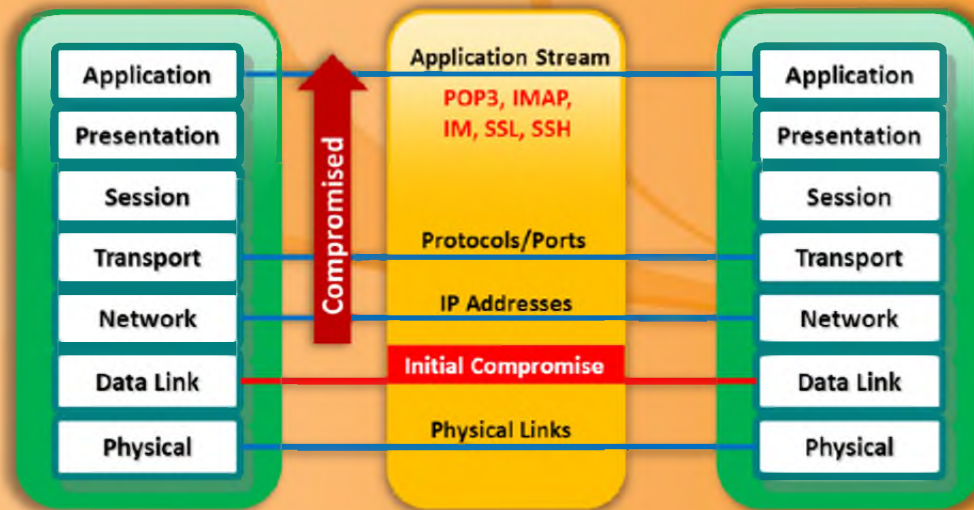 Application
Presentation
Session
Transport
Network
Data Link
Physical
Compromised
Application Stream
POP3, IMAP,
IM, SSL, SSH
Protocols/Ports
IP Addresses
Initial Compromise
Physical Links
Application
Presentation
Session
Transport
Network
Data Link
Physical